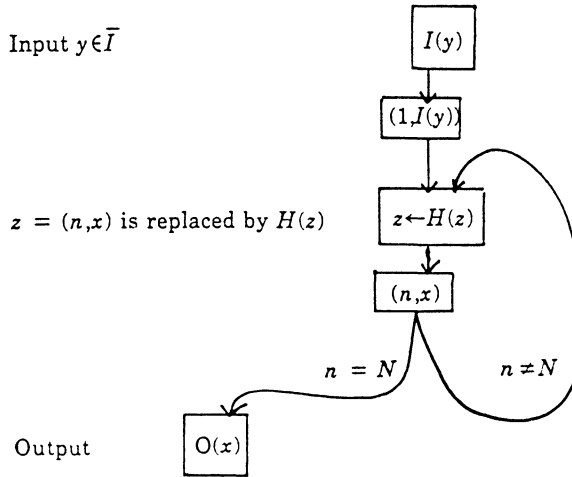 Input y∈Ī
I(y)
(1,I(y))
z = (n,x) is replaced by H(z)
z←H(z)
(n,x)
n = N
n ≠ N
Output
O(x)